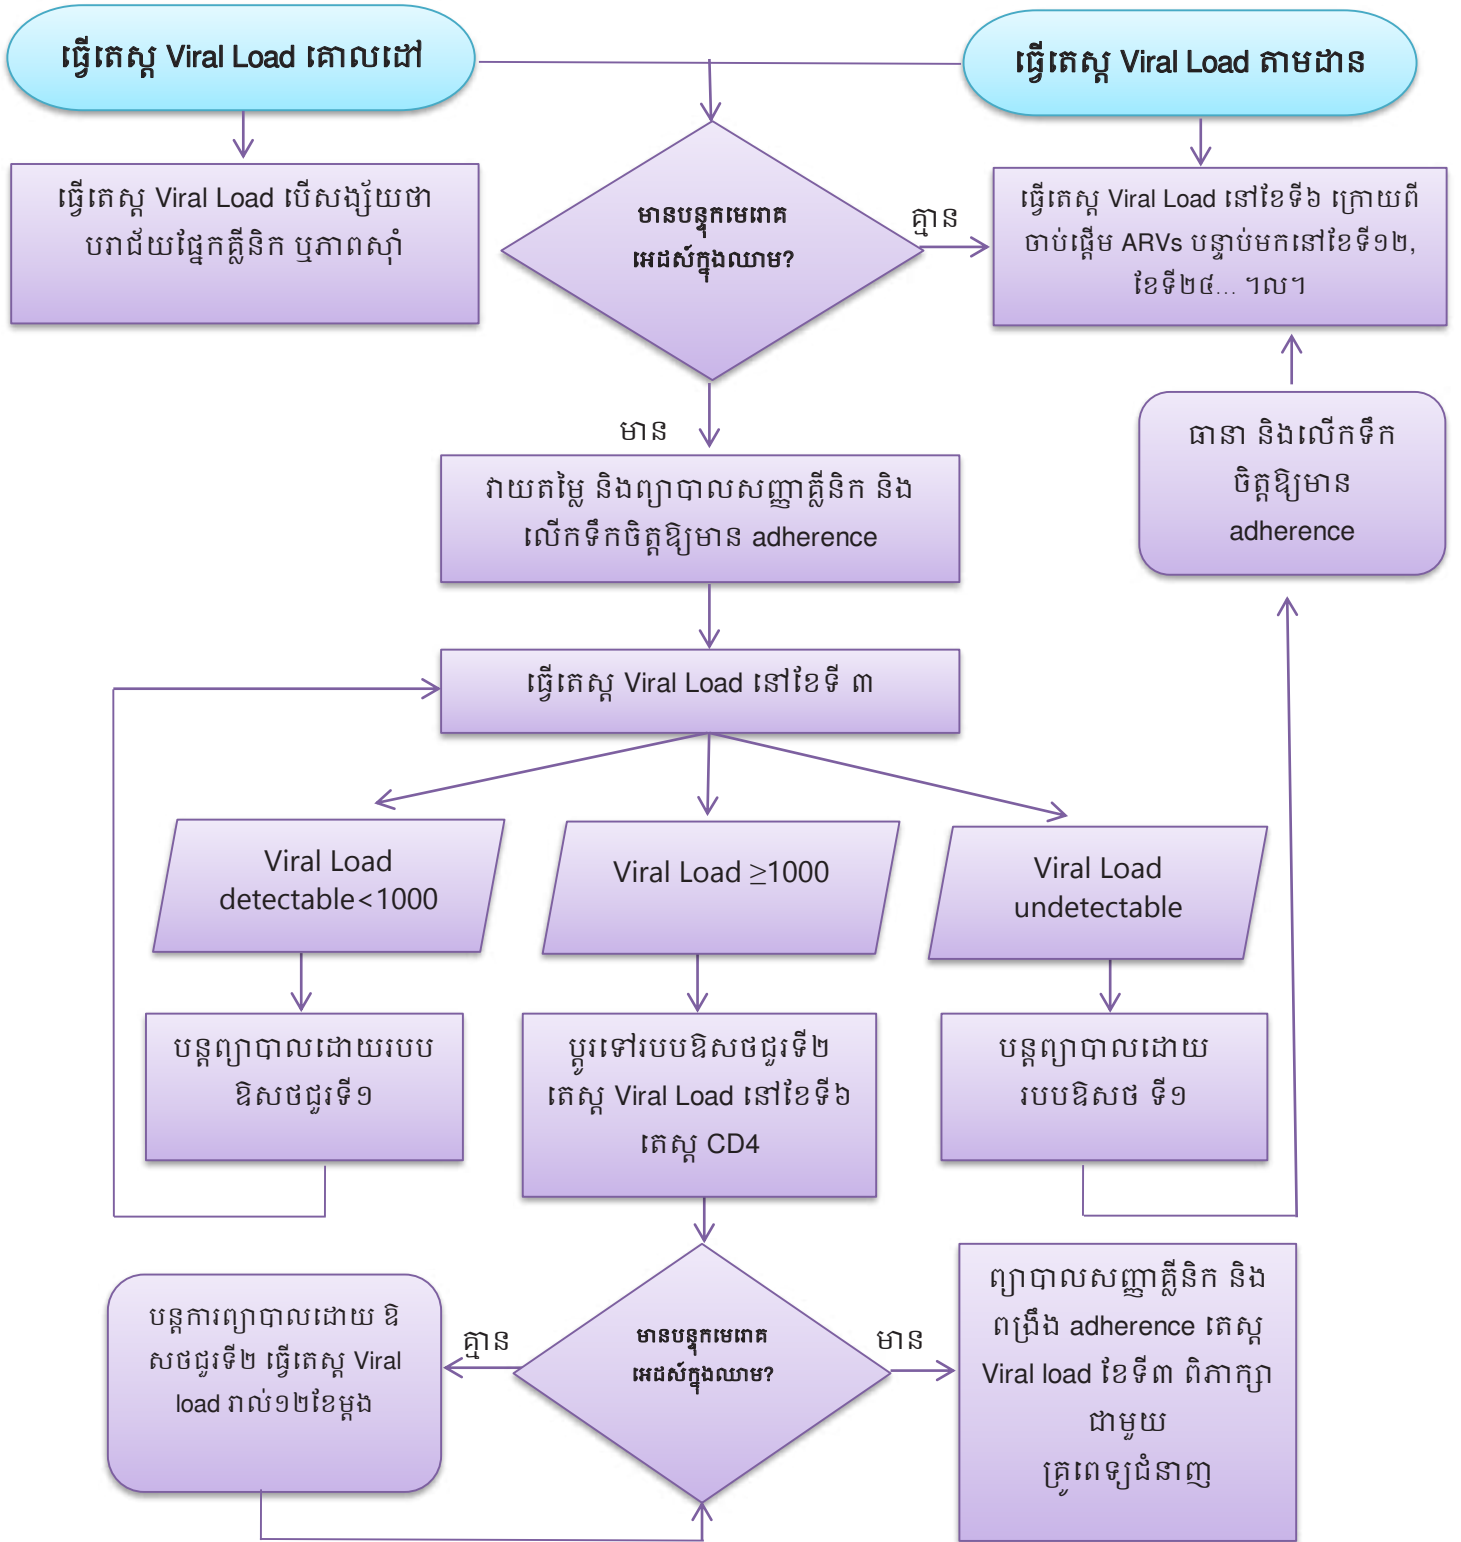 ធ្វើតេស្ត Viral Load គោលដៅ
ធ្វើតេស្ត Viral Load តាមដាន
ធ្វើតេស្ត Viral Load បើសង្ស័យថា
បរាជ័យផ្នែកគ្លីនិក ឬភាពស៊ាំ
មានបន្ទុកមេរោគ
អេដស៍ក្នុងឈាម?
គ្មាន
ធ្វើតេស្ត Viral Load នៅខែទី៦ ក្រោយពី
ចាប់ផ្តើម ARVs បន្ទាប់មកនៅខែទី១២,
ខែទី២៤... ។ល។
មាន
ធានា និងលើកទឹក
ចិត្តឱ្យមាន
adherence
វាយតម្លៃ និងព្យាបាលសញ្ញាគ្លីនិក និង
លើកទឹកចិត្តឱ្យមាន adherence
ធ្វើតេស្ត Viral Load នៅខែទី ៣
Viral Load
detectable<1000
Viral Load ≥1000
Viral Load
undetectable
បន្តព្យាបាលដោយរបប
ឱសថជួរទី១
ប្តូរទៅរបបឱសថជួរទី២
តេស្ត Viral Load នៅខែទី៦
តេស្ត CD4
បន្តព្យាបាលដោយ
របបឱសថ ទី១
បន្តការព្យាបាលដោយ ឱ
សថជួរទី២ ធ្វើតេស្ត Viral
load រាល់១២ខែម្តង
គ្មាន
មានបន្ទុកមេរោគ
អេដស៍ក្នុងឈាម?
មាន
ព្យាបាលសញ្ញាគ្លីនិក និង
ពង្រឹង adherence តេស្ត
Viral load ខែទី៣ ពិភាក្សា
ជាមួយ
គ្រូពេទ្យជំនាញ